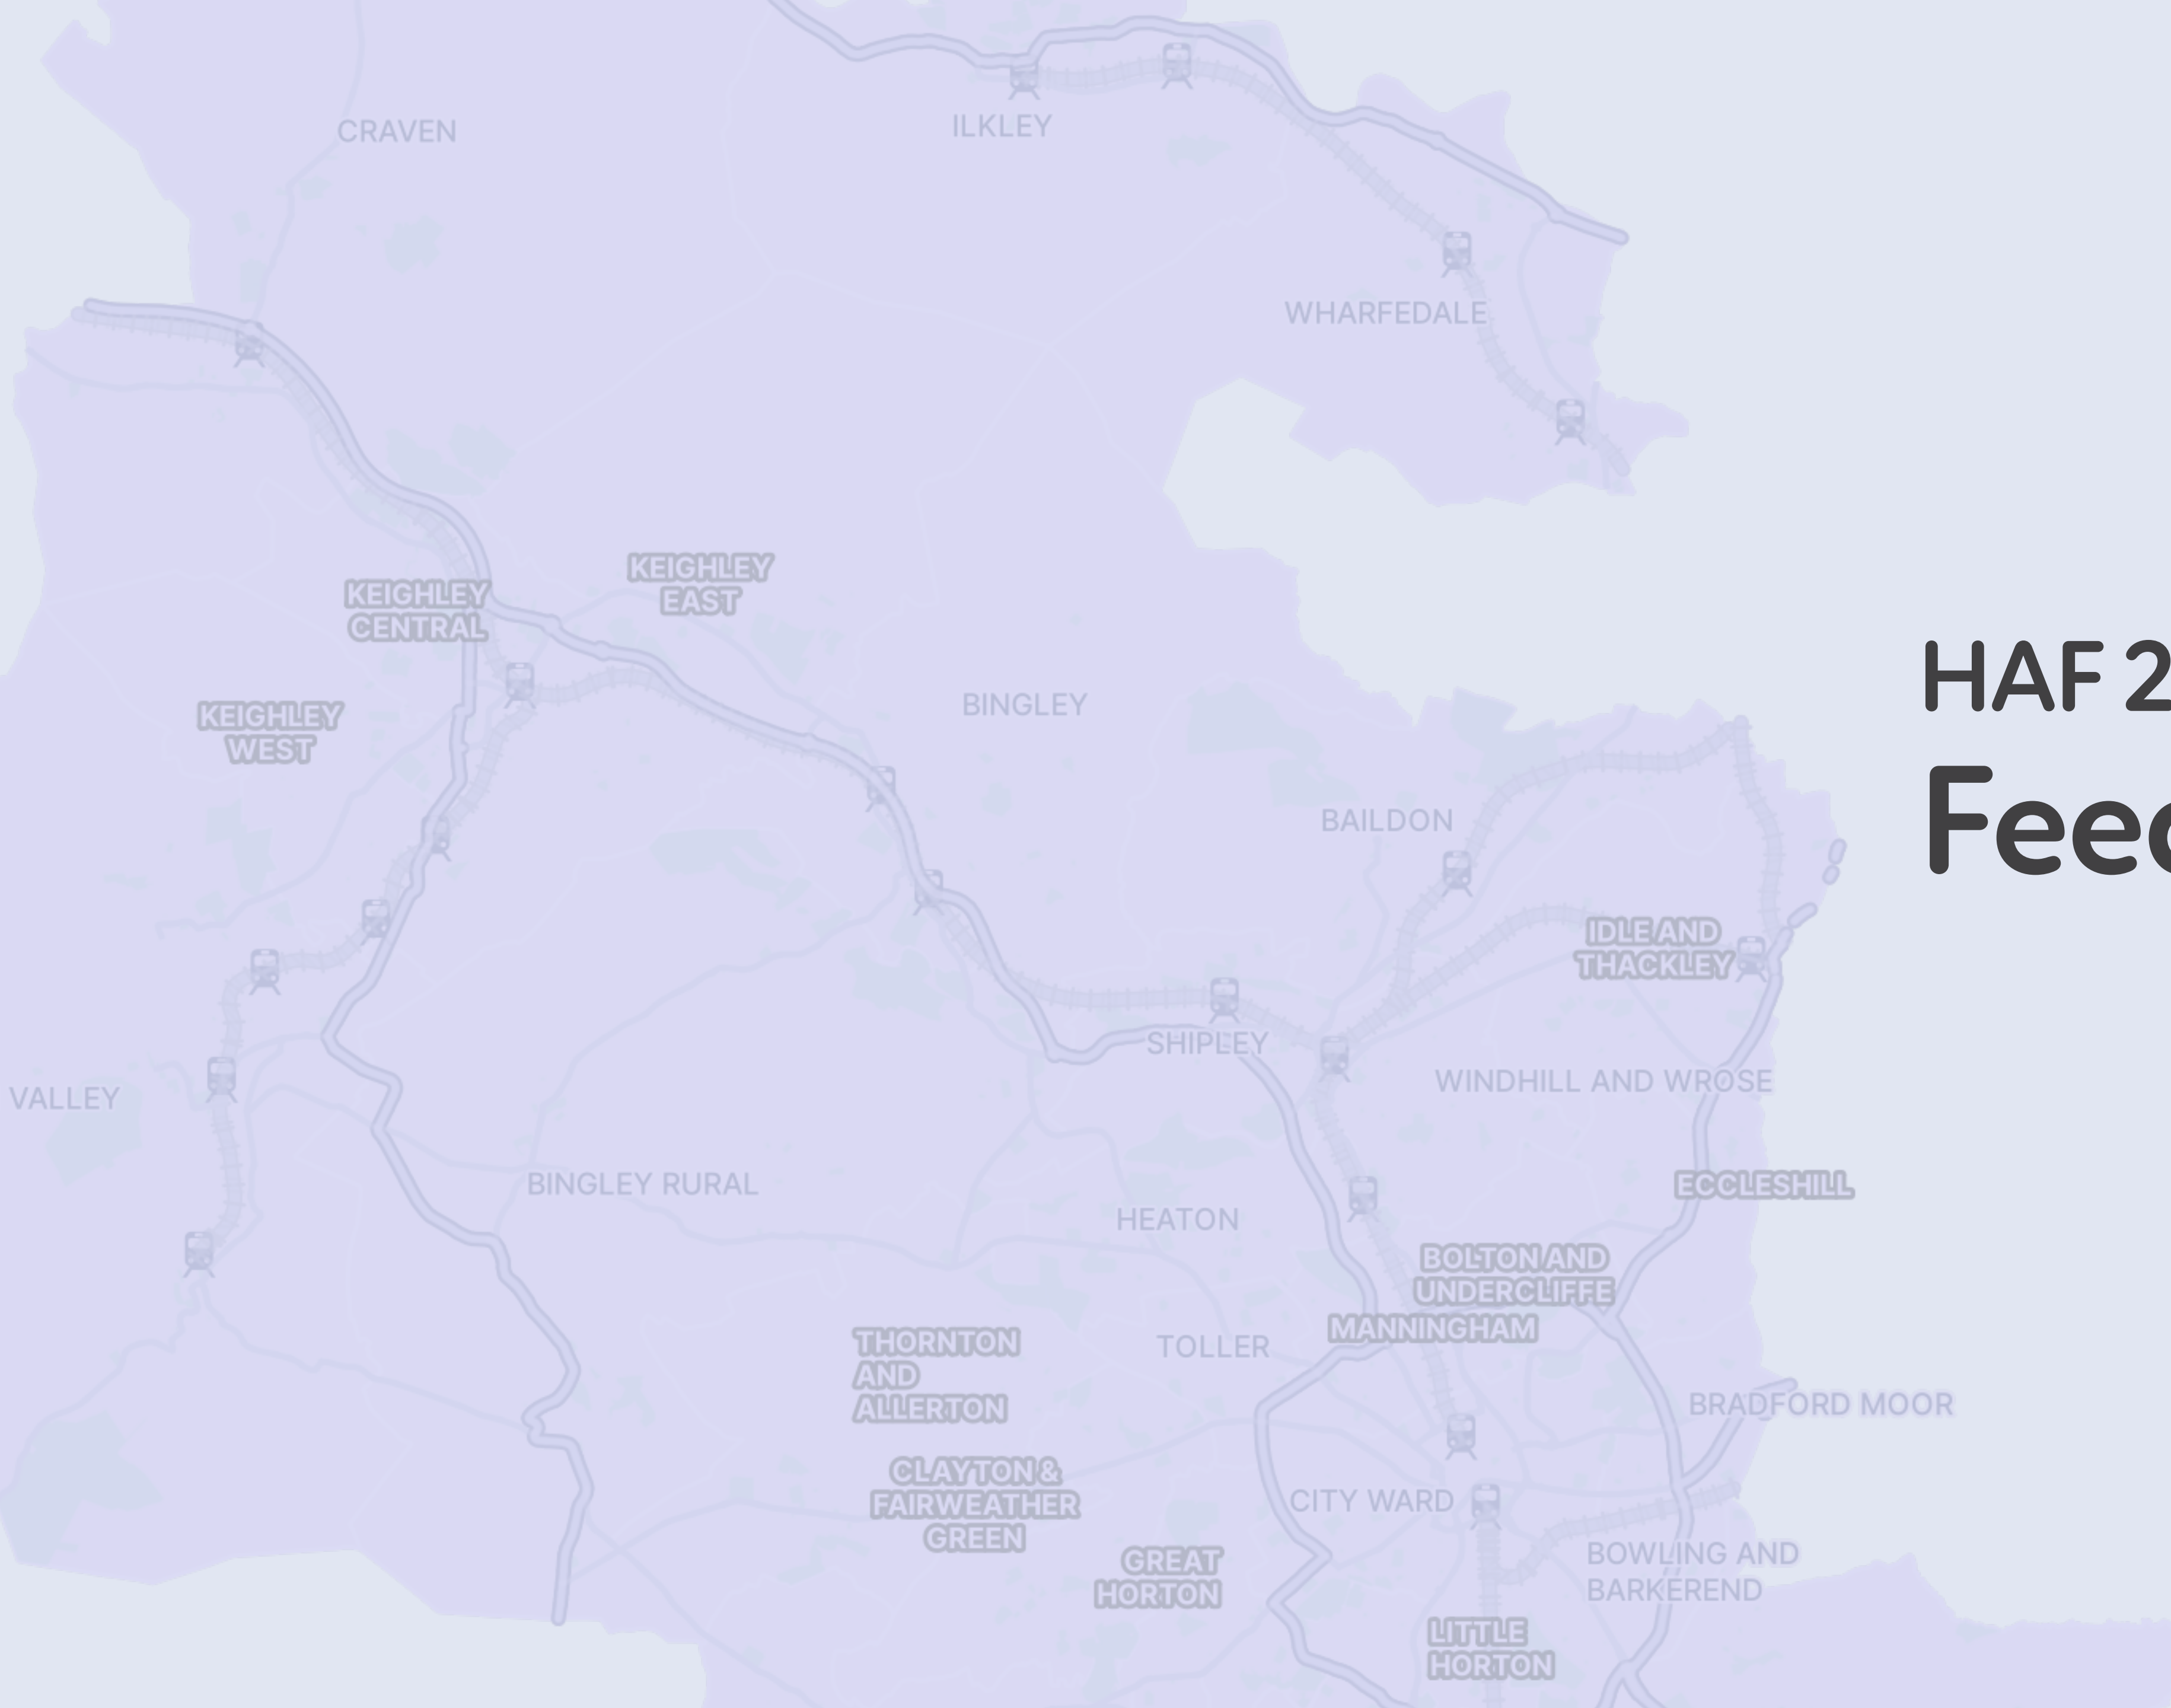 CRAVEN
ILKLEY
WHARFEDALE
KEIGHLEY
EAST
KEIGHLEY
CENTRAL
KEIGHLEY
WEST
BINGLEY
HAF 2
Feed
BAILDON
IDLE AND
THACKLEY
SHIPLEY
WINDHILL AND WROSE
VALLEY
BINGLEY RURAL
ECCLESHILL
HEATON
BOLTON AND
UNDERCLIFFE
MANNINGHAM
THORNTON
AND
ALLERTON
TOLLER
BRADFORD MOOR
CLAYTON &
FAIRWEATHER
GREEN
CITY WARD
GREAT
HORTON
BOWLING AND
BARKEREND
LITTLE
HORTON